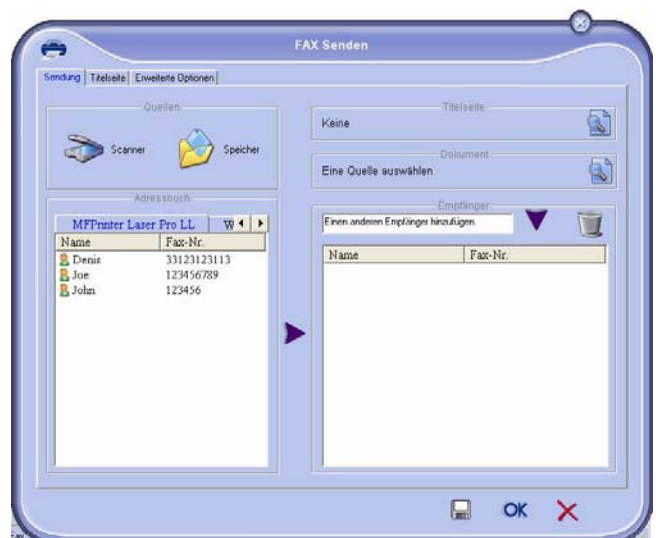 FAX Senden
Sendung Titelseite Erweiterte Optionen
Quellen
Scanner Speicher
Adressbuch
MFPrinter Laser Pro LL W
Name Fax-Nr.
Denis 33123123113
Joe 123456789
John 123456
Titelseite
Keine
Dokument
Eine Quelle auswählen
Empfänger
Einen anderen Empfänger hinzufügen
Name Fax-Nr.
OK